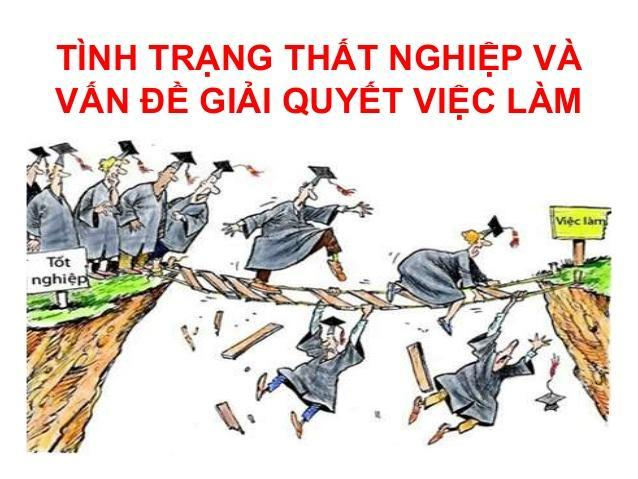 TÌNH TRẠNG THẤT NGHIỆP VÀ
VẤN ĐỀ GIẢI QUYẾT VIỆC LÀM
Việc làm
Tốt
nghiệp